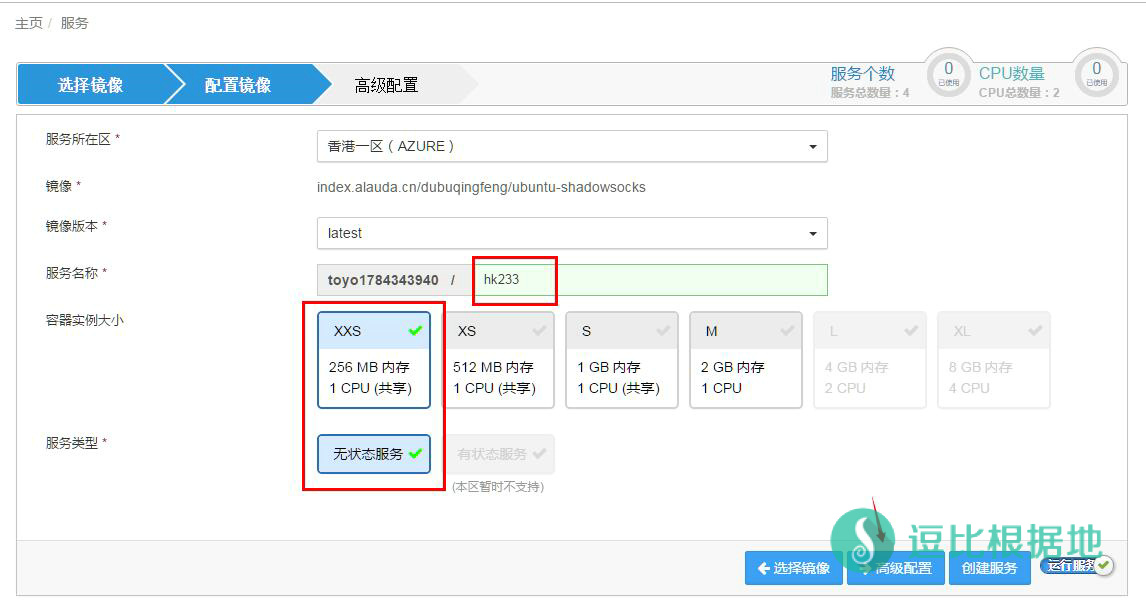 主页 / 服务
选择镜像 配置镜像 高级配置 服务个数 服务总数量：4 0 已使用 CPU数量 CPU总数量：2 0 已使用
服务所在区 * 香港一区（AZURE）
镜像 * index.alauda.cn/dubuqingfeng/ubuntu-shadowsocks
镜像版本 * latest
服务名称 * toyo1784343940 / hk233
容器实例大小 XXS XS S M L XL
256 MB 内存 512 MB 内存 1 GB 内存 2 GB 内存 4 GB 内存 8 GB 内存
1 CPU (共享) 1 CPU (共享) 1 CPU (共享) 1 CPU 2 CPU 4 CPU
服务类型 * 无状态服务 有状态服务
(本区暂时不支持)
逗比根据地
选择镜像 高级配置 创建服务 运行服务